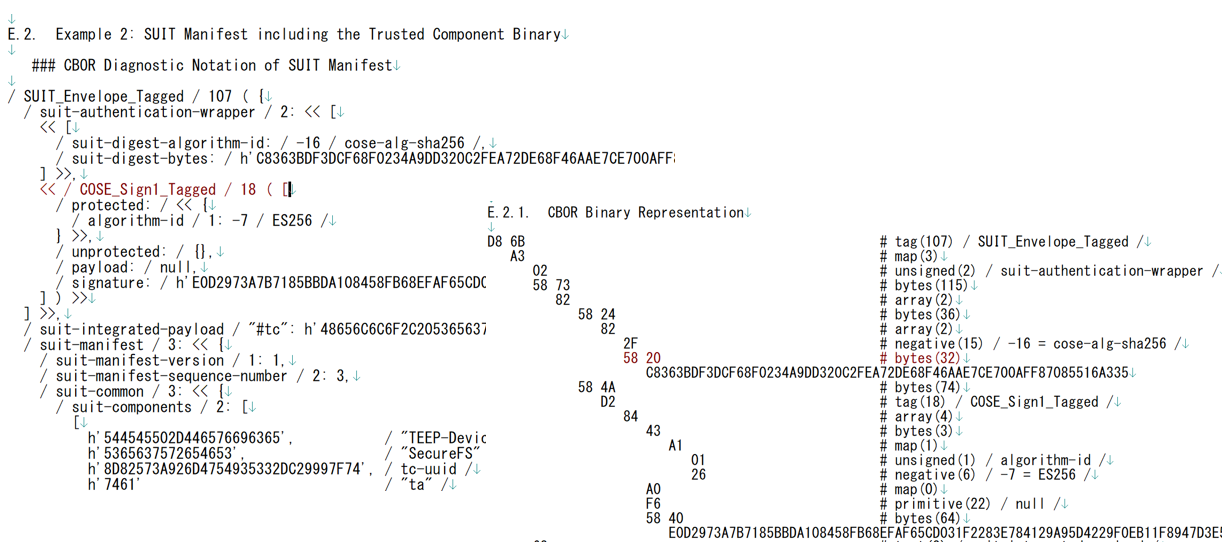 ↓
E.2.  Example 2: SUIT Manifest including the Trusted Component Binary↓
↓
### CBOR Diagnostic Notation of SUIT Manifest↓
↓
/ SUIT_Envelope_Tagged / 107 ( {↓
/ suit-authentication-wrapper / 2: << [↓
<< [↓
/ suit-digest-algorithm-id: / -16 / cose-alg-sha256 /,↓
/ suit-digest-bytes: / h'C8363BDF3DCF68F0234A9DD320C2FEA72DE68F46AAE7CE700AFF8
] >>,↓
<< / COSE_Sign1_Tagged / 18 ( [↓
/ protected: / << {↓
/ algorithm-id / 1: -7 / ES256 /↓
} >>,↓
/ unprotected: / {},↓
/ payload: / null,↓
/ signature: / h'E0D2973A7B7185BBDA108458FB68EFAF65CDC
] ) >>↓
] >>,↓
/ suit-integrated-payload / "#tc": h'48656C6C6F2C205365637
/ suit-manifest / 3: << {↓
/ suit-manifest-version / 1: 1,↓
/ suit-manifest-sequence-number / 2: 3,↓
/ suit-common / 3: << {↓
/ suit-components / 2: [↓
[↓
h'544545502D446576696365',            / "TEEP-Devic
h'5365637572654653',                  / "SecureFS"
h'8D82573A926D4754935332DC29997F74',  / tc-uuid /↓
h'7461'                               / "ta" /↓
E.2.1.  CBOR Binary Representation↓
↓
D8 6B # tag(107) / SUIT_Envelope_Tagged /↓
A3 # map(3)↓
02 # unsigned(2) / suit-authentication-wrapper /
58 73 # bytes(115)↓
82 # array(2)↓
58 24 # bytes(36)↓
82 # array(2)↓
2F # negative(15) / -16 = cose-alg-sha256 /↓
58 20 # bytes(32)↓
C8363BDF3DCF68F0234A9DD320C2FEA72DE68F46AAE7CE700AFF87085516A335↓
58 4A # bytes(74)↓
D2 # tag(18) / COSE_Sign1_Tagged /↓
84 # array(4)↓
43 # bytes(3)↓
A1 # map(1)↓
01 # unsigned(1) / algorithm-id /↓
26 # negative(6) / -7 = ES256 /↓
A0 # map(0)↓
F6 # primitive(22) / null /↓
58 40 # bytes(64)↓
E0D2973A7B7185BBDA108458FB68EFAF65CD031F2283E784129A95D4229F0EB11F8947D3E5